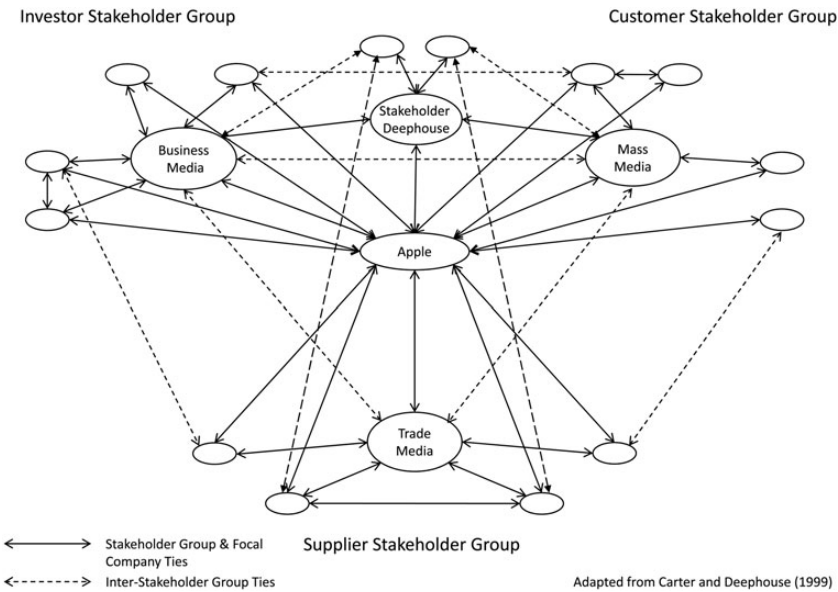 Investor Stakeholder Group
Customer Stakeholder Group
Stakeholder
Deephouse
Business
Media
Mass
Media
Apple
Trade
Media
Supplier Stakeholder Group
Stakeholder Group & Focal
Company Ties
Inter-Stakeholder Group Ties
Adapted from Carter and Deephouse (1999)